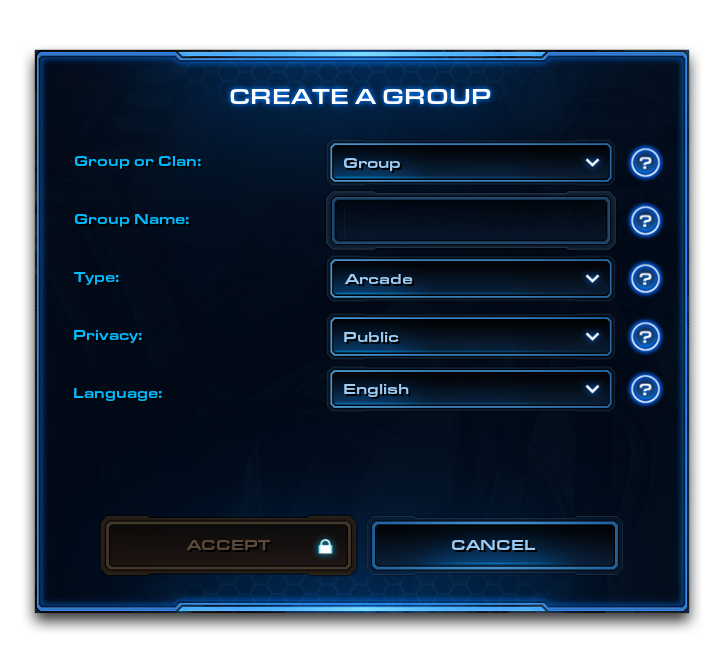 CREATE A GROUP
Group or Clan: Group ?
Group Name: ?
Type: Arcade ?
Privacy: Public ?
Language: English ?
ACCEPT CANCEL